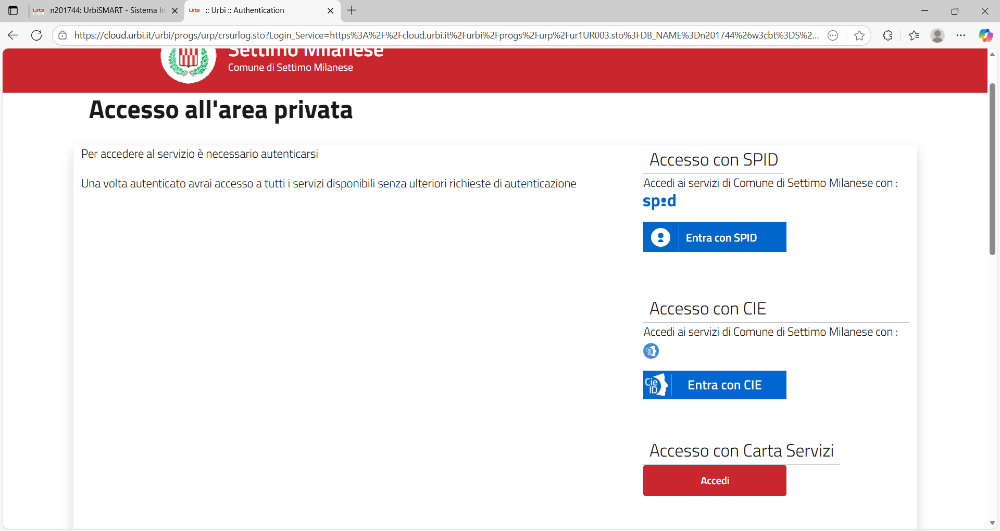 n201744: UrbiSMART - Sistema In
:: Urbi :: Authentication
https://cloud.urbi.it/urbi/progs/urp/crsurlog.sto?Login_Service=https%3A%2F%2Fcloud.urbi.it%2Furbi%2Fprogs%2Furp%2Fur1UR003.sto%3FDB_NAME%3Dn201744%26w3cbt%3DS%2...
Settimo Milanese
Comune di Settimo Milanese
Accesso all'area privata
Per accedere al servizio è necessario autenticarsi
Una volta autenticato avrai accesso a tutti i servizi disponibili senza ulteriori richieste di autenticazione
Accesso con SPID
Accedi ai servizi di Comune di Settimo Milanese con :
spid
Entra con SPID
Accesso con CIE
Accedi ai servizi di Comune di Settimo Milanese con :
Cie ID
Cie ID
Entra con CIE
Accesso con Carta Servizi
Accedi